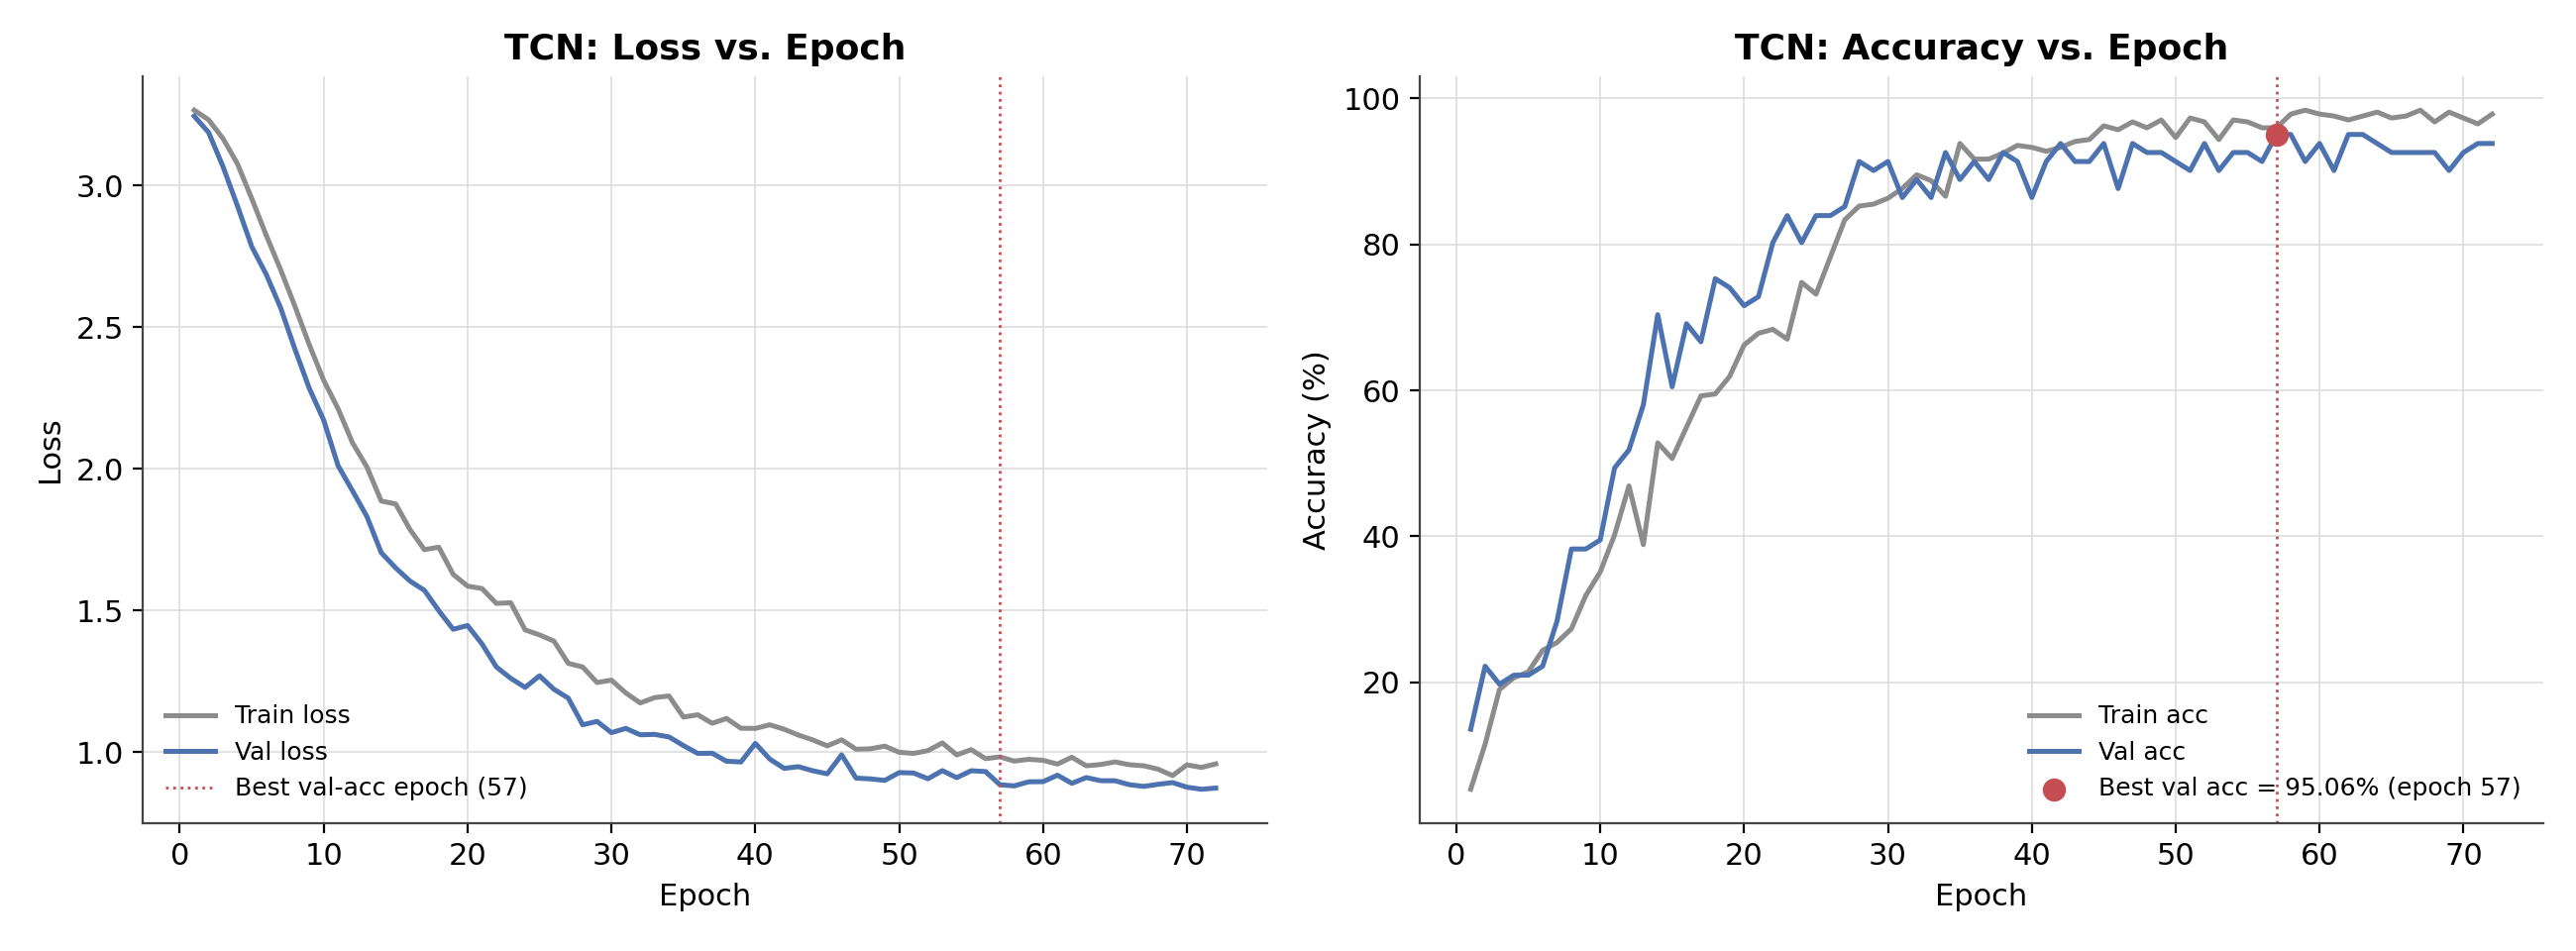 TCN: Loss vs. Epoch
Loss
3.0
2.5
2.0
1.5
1.0
Train loss
Val loss
Best val-acc epoch (57)
0 10 20 30 40 50 60 70
Epoch
TCN: Accuracy vs. Epoch
Accuracy (%)
100
80
60
40
20
Train acc
Val acc
Best val acc = 95.06% (epoch 57)
0 10 20 30 40 50 60 70
Epoch